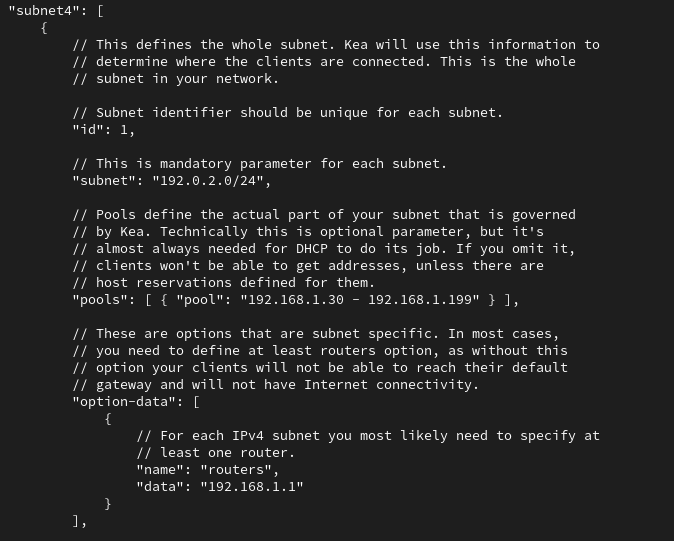 "subnet4": [
    {
        // This defines the whole subnet. Kea will use this information to
        // determine where the clients are connected. This is the whole
        // subnet in your network.

        // Subnet identifier should be unique for each subnet.
        "id": 1,

        // This is mandatory parameter for each subnet.
        "subnet": "192.0.2.0/24",

        // Pools define the actual part of your subnet that is governed
        // by Kea. Technically this is optional parameter, but it's
        // almost always needed for DHCP to do its job. If you omit it,
        // clients won't be able to get addresses, unless there are
        // host reservations defined for them.
        "pools": [ { "pool": "192.168.1.30 - 192.168.1.199" } ],

        // These are options that are subnet specific. In most cases,
        // you need to define at least routers option, as without this
        // option your clients will not be able to reach their default
        // gateway and will not have Internet connectivity.
        "option-data": [
            {
                // For each IPv4 subnet you most likely need to specify at
                // least one router.
                "name": "routers",
                "data": "192.168.1.1"
            }
        ],